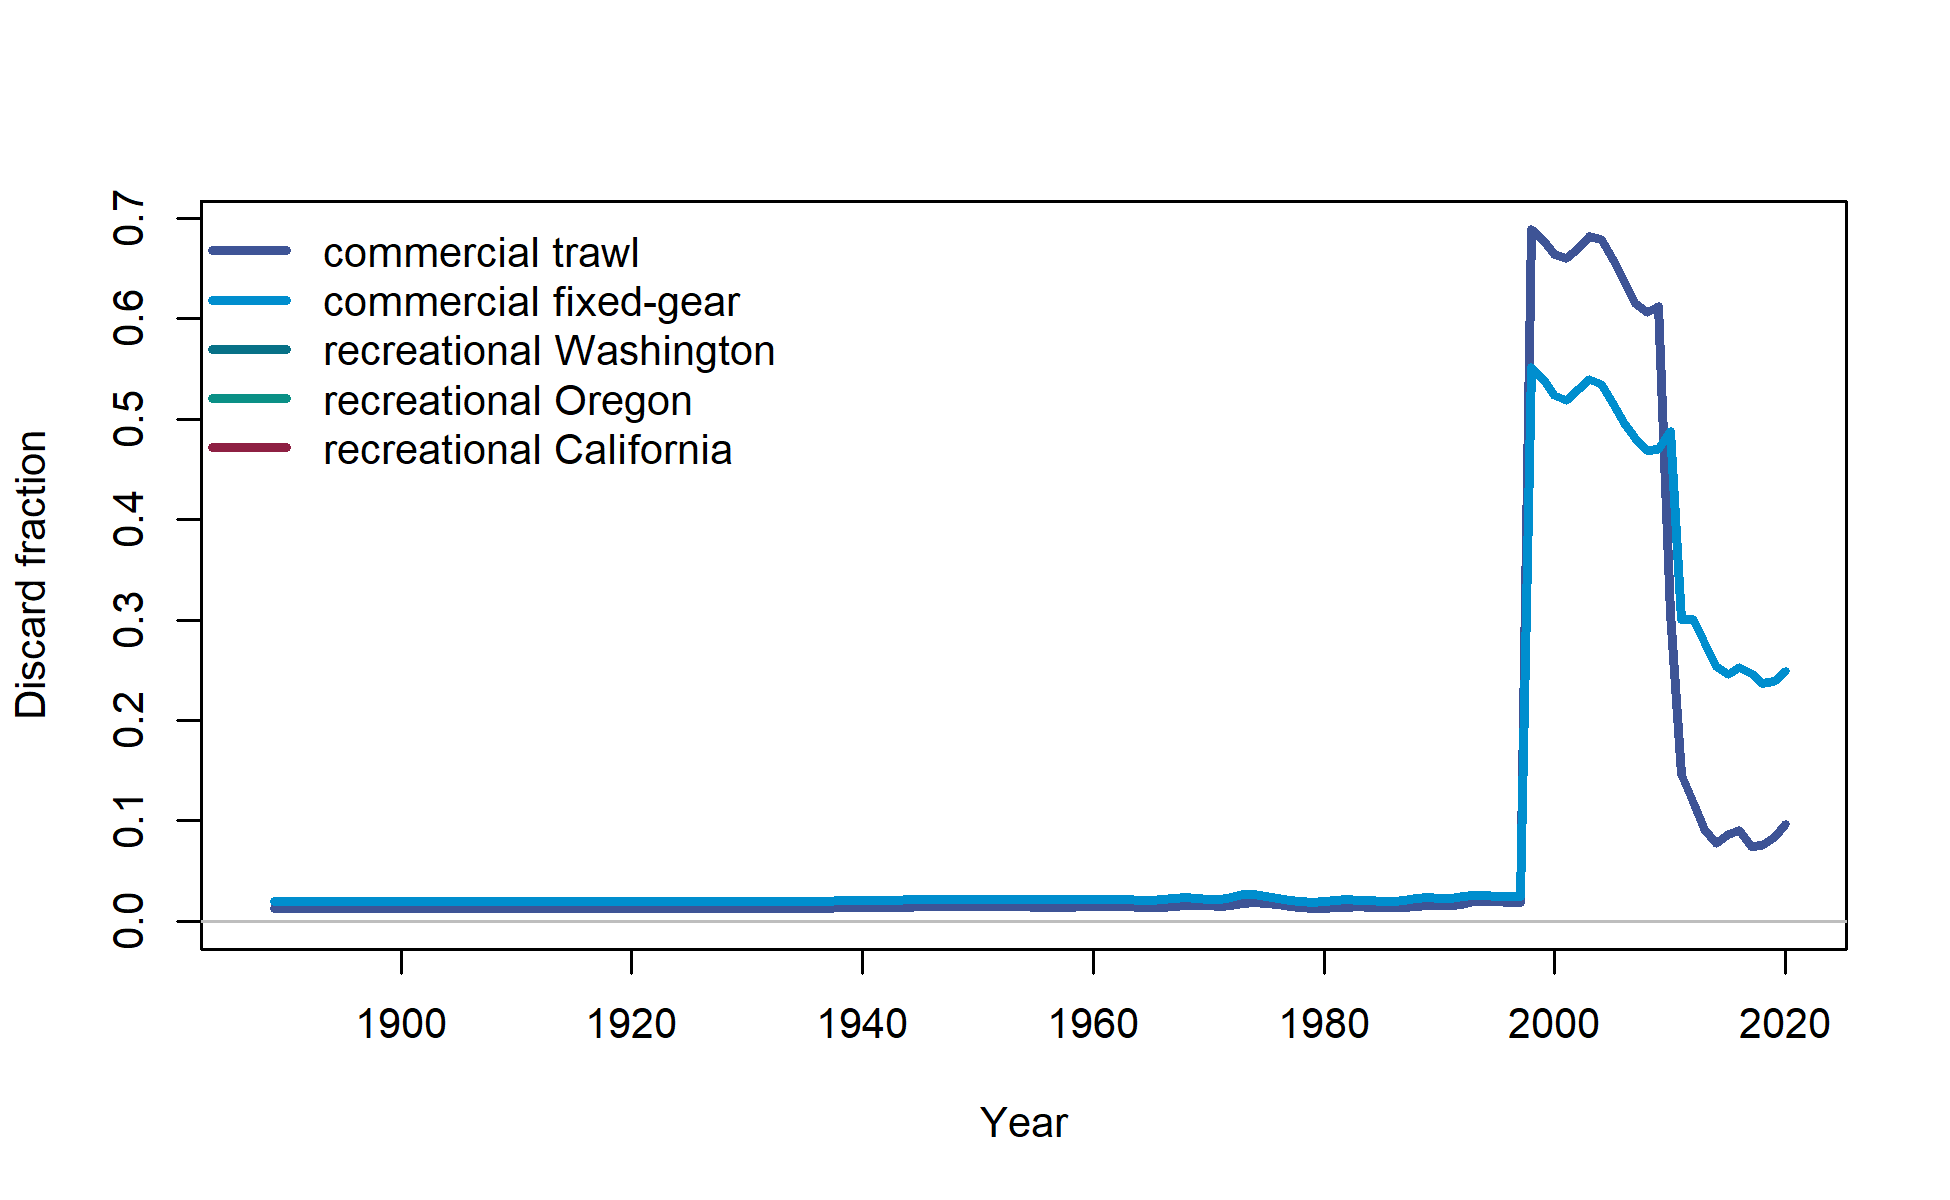 commercial trawl
commercial fixed-gear
recreational Washington
recreational Oregon
recreational California
Discard fraction
0.7
0.6
0.5
0.4
0.3
0.2
0.1
0.0
1900 1920 1940 1960 1980 2000 2020
Year